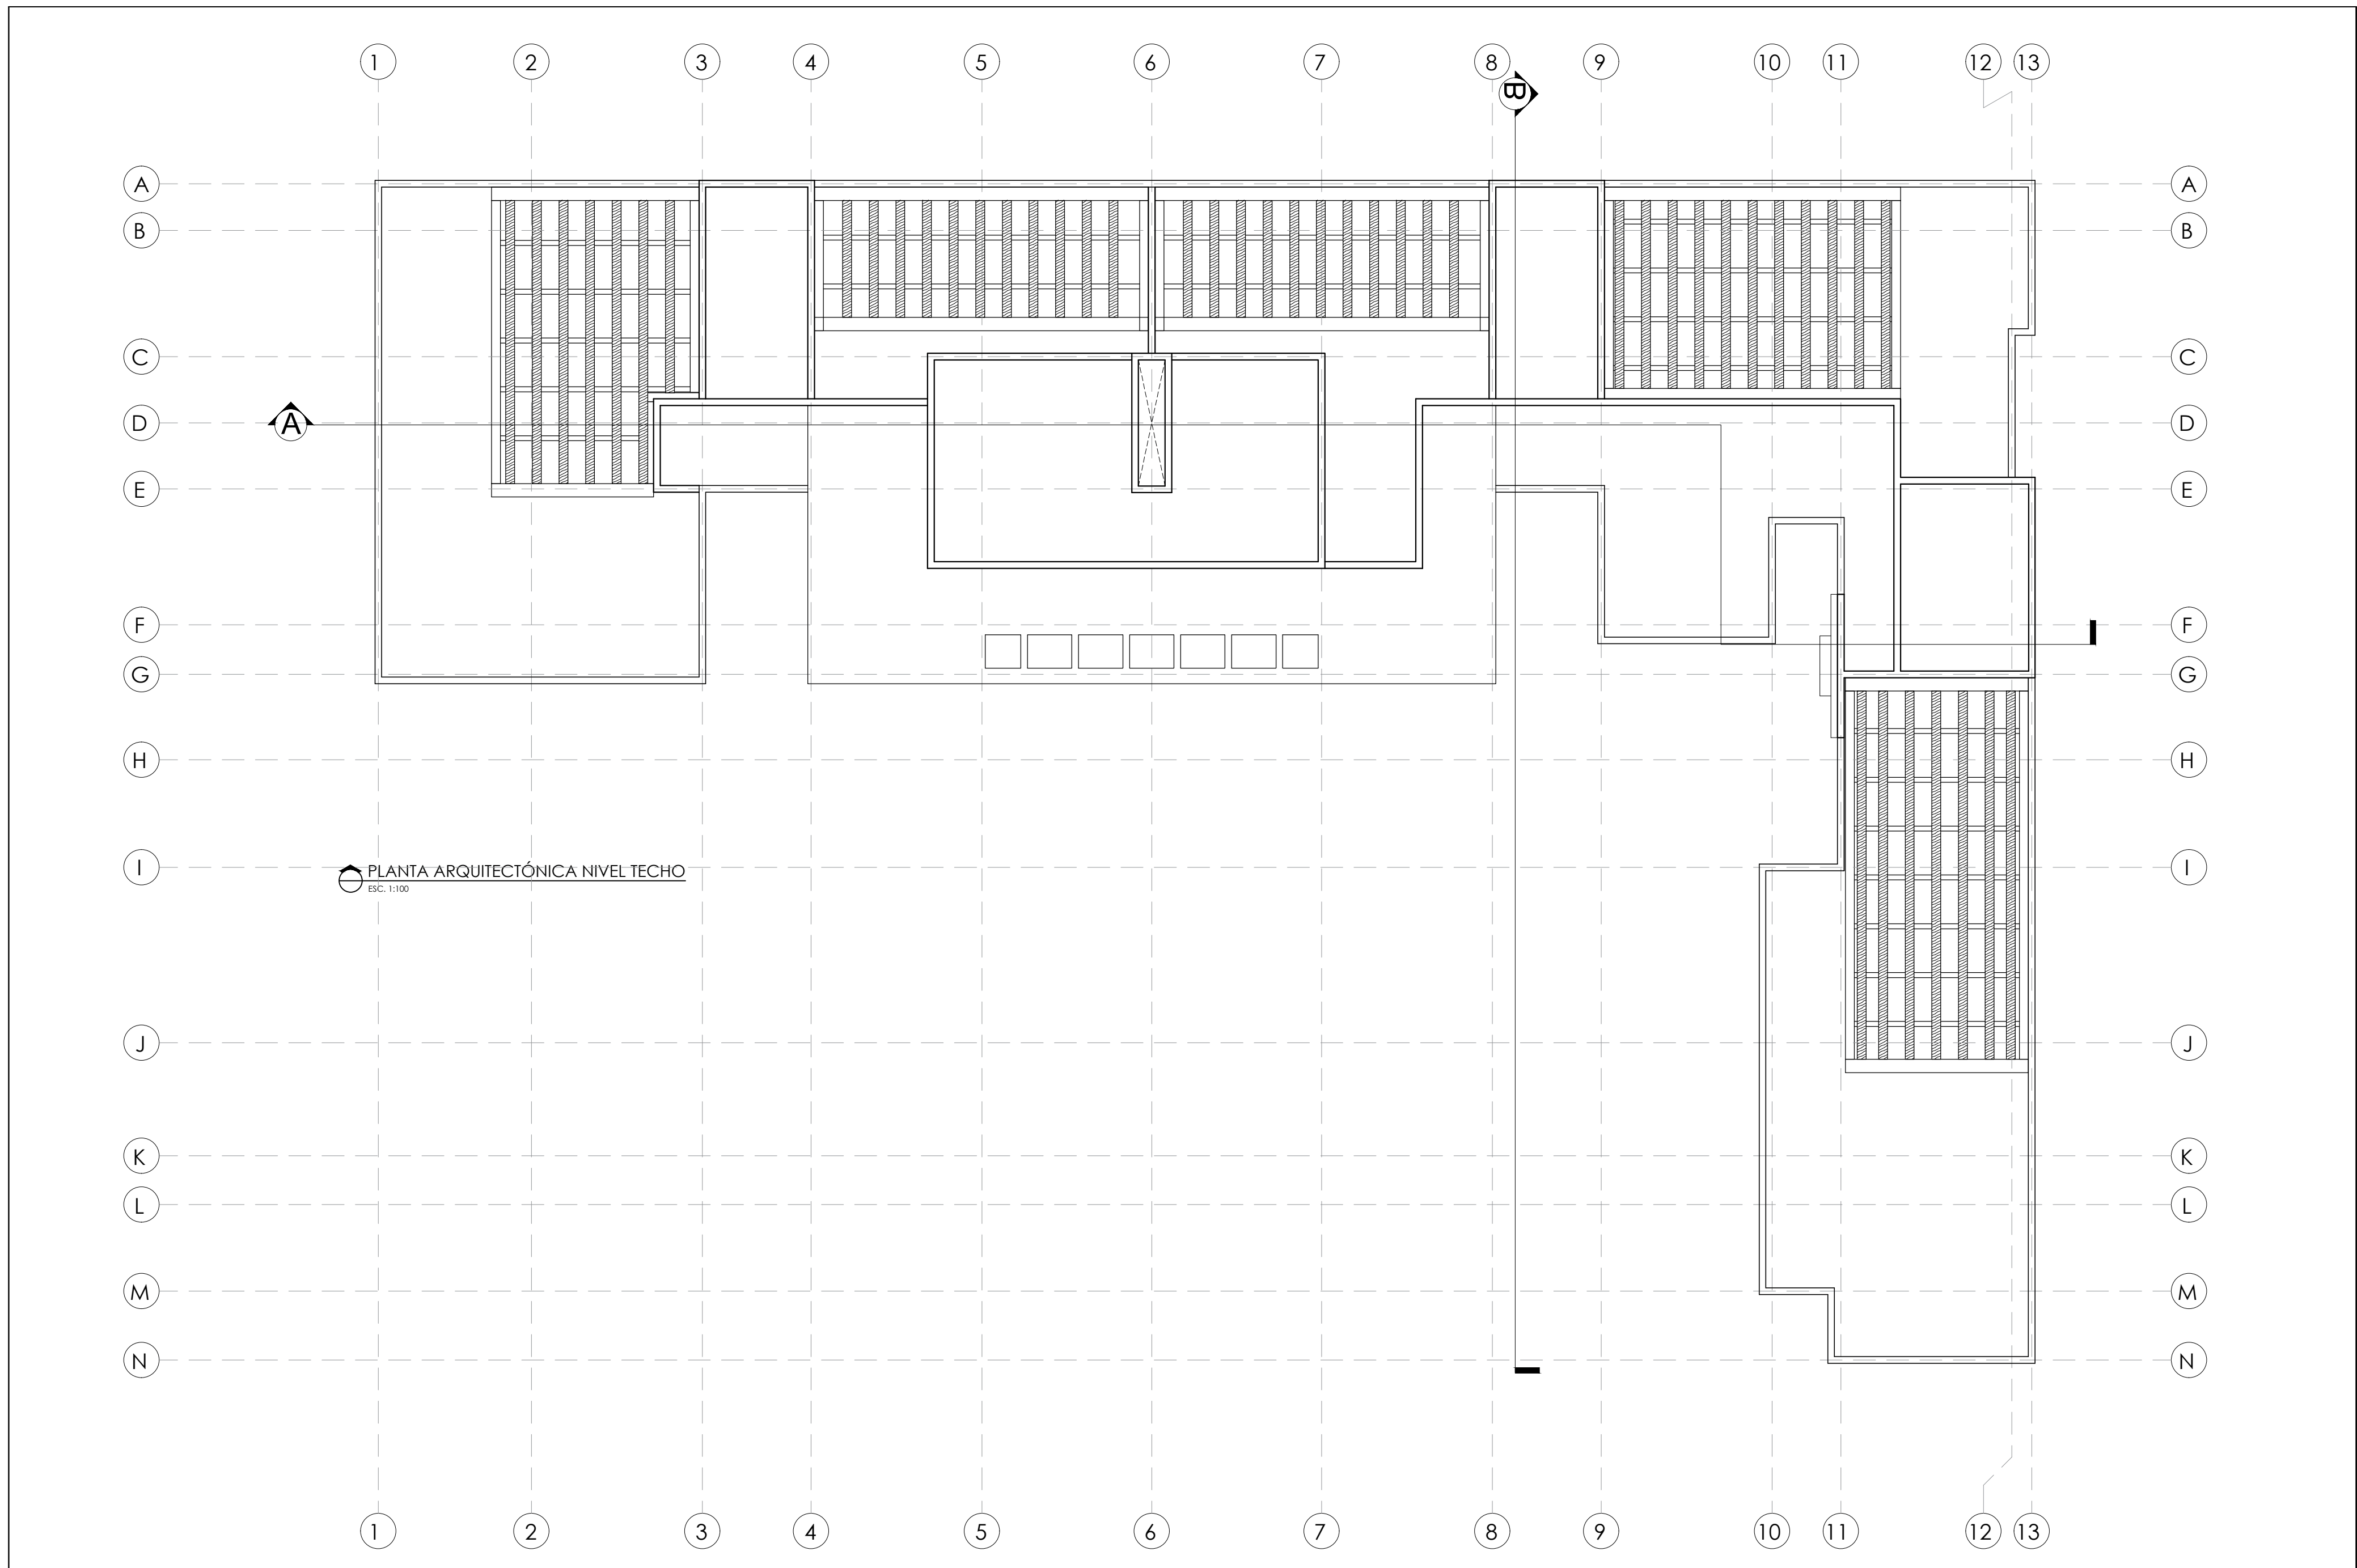 1 2 3 4 5 6 7 8 9 10 11 12 13
B
A A
B B
C C
D D
A
E E
F F
G G
H H
I I
PLANTA ARQUITECTÓNICA NIVEL TECHO
ESC. 1:100
J J
K K
L L
M M
N N
1 2 3 4 5 6 7 8 9 10 11 12 13